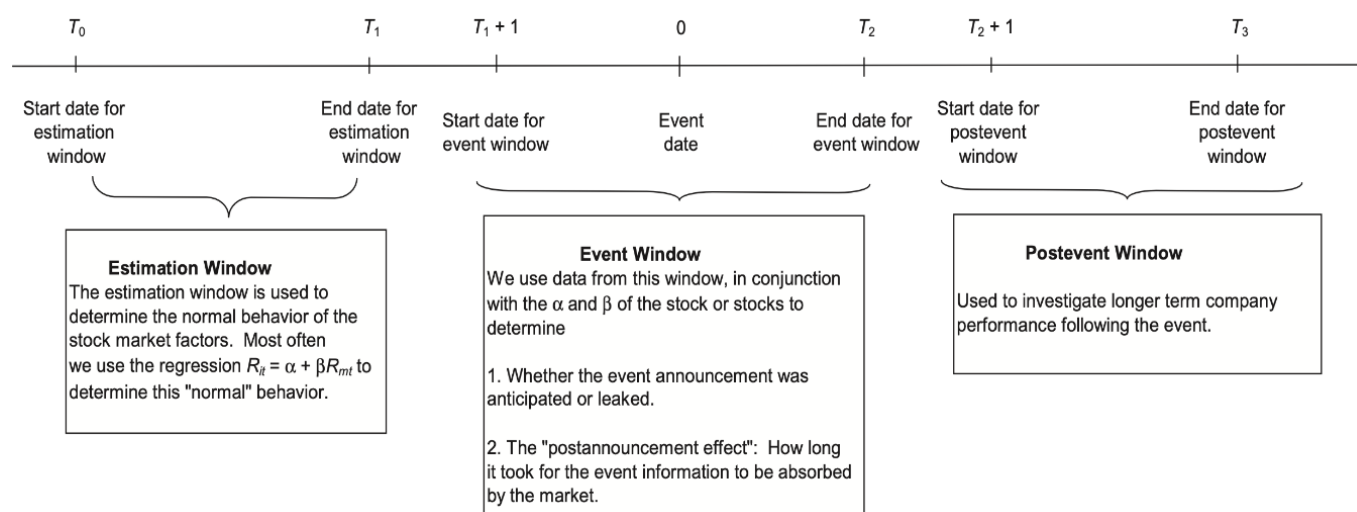 T₀ T₁ T₁ + 1 0 T₂ T₂ + 1 T₃
Start date for
estimation
window
End date for
estimation
window
Start date for
event window
Event
date
End date for
event window
Start date for
postevent
window
End date for
postevent
window
Estimation Window
The estimation window is used to
determine the normal behavior of the
stock market factors. Most often
we use the regression Rᵢₜ = α + βRₘₜ to
determine this "normal" behavior.
Event Window
We use data from this window, in conjunction
with the α and β of the stock or stocks to
determine
1. Whether the event announcement was
anticipated or leaked.
2. The "postannouncement effect": How long
it took for the event information to be absorbed
by the market.
Postevent Window
Used to investigate longer term company
performance following the event.